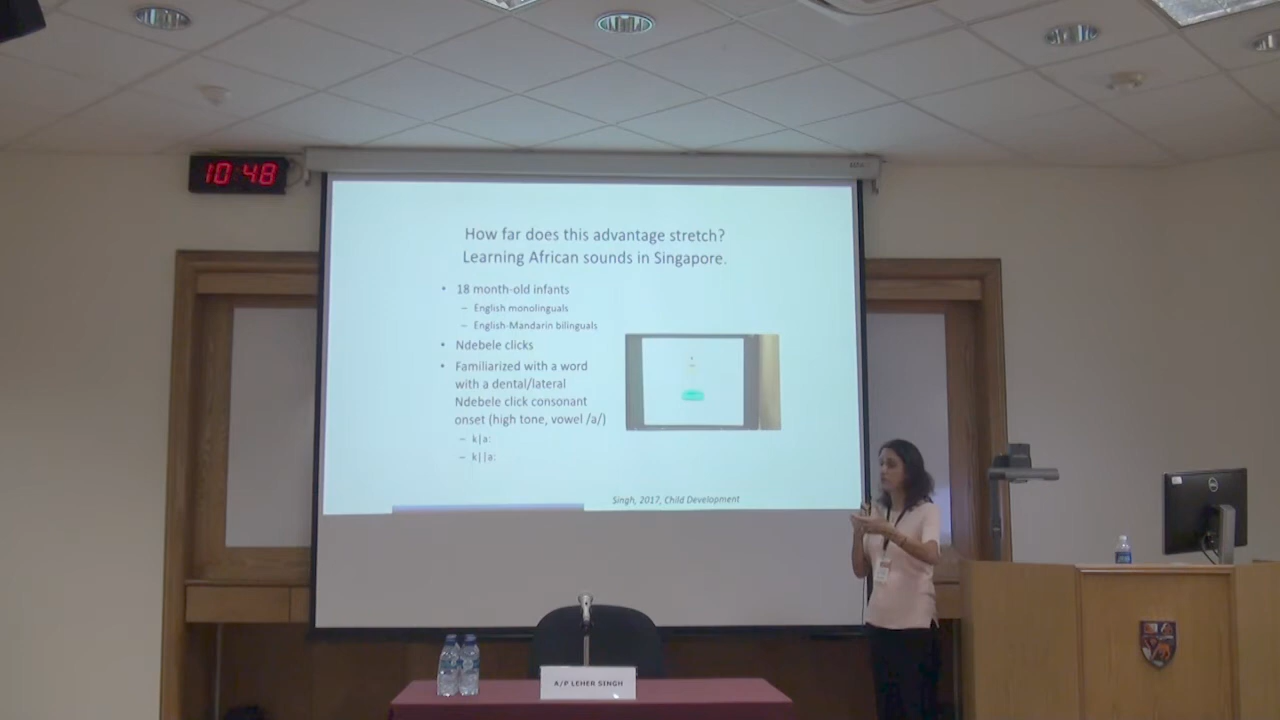 10:48
How far does this advantage stretch?
Learning African sounds in Singapore.
• 18 month-old infants
– English monolinguals
– English-Mandarin bilinguals
• Ndebele clicks
• Familiarized with a word
with a dental/lateral
Ndebele click consonant
onset (high tone, vowel /a/)
– k|a:
– k||a:
Singh, 2017, Child Development
DELL
A/P LEHER SINGH